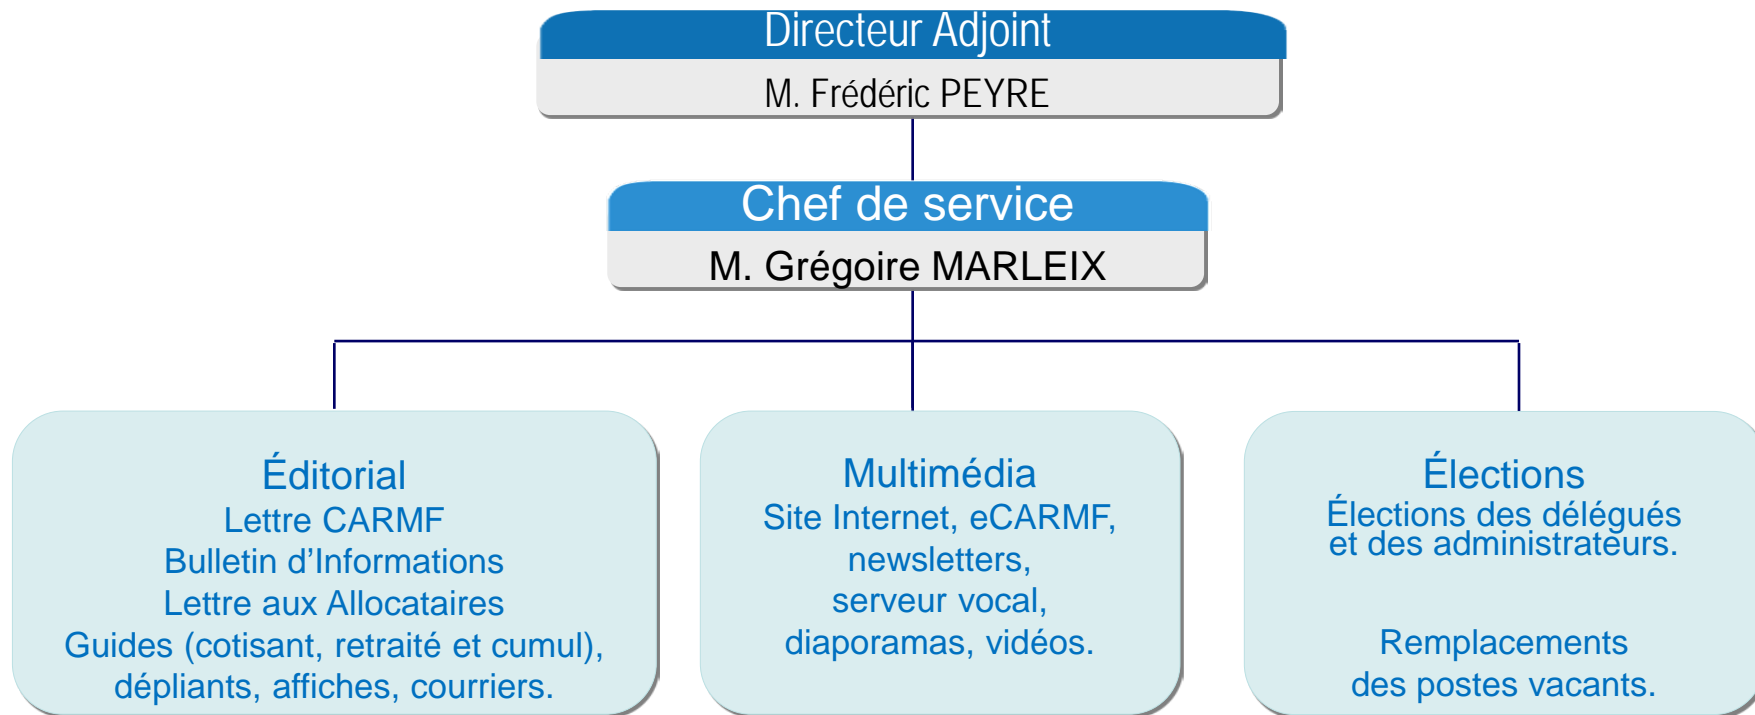 Directeur Adjoint
M. Frédéric PEYRE
Chef de service
M. Grégoire MARLEIX
Éditorial
Lettre CARMF
Bulletin d’Informations
Lettre aux Allocataires
Guides (cotisant, retraité et cumul),
dépliants, affiches, courriers.
Multimédia
Site Internet, eCARMF,
newsletters,
serveur vocal,
diaporamas, vidéos.
Élections
Élections des délégués
et des administrateurs.
Remplacements
des postes vacants.